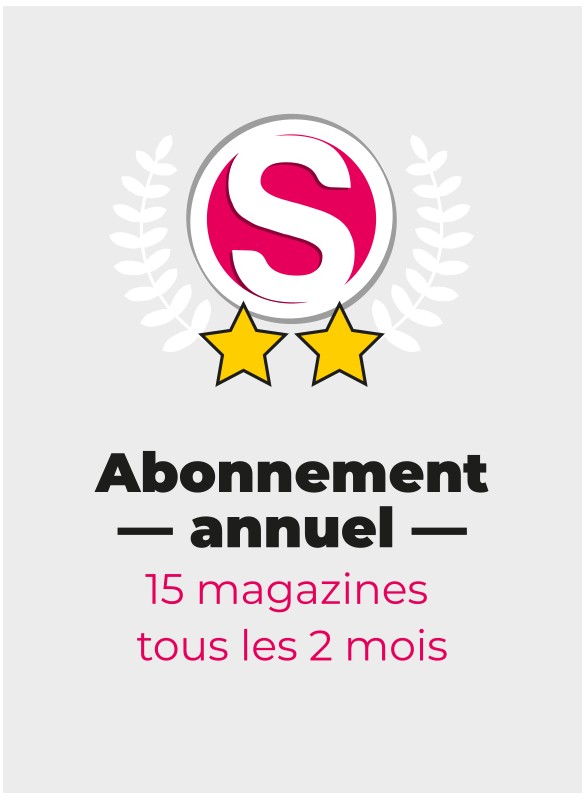 S
Abonnement
— annuel —
15 magazines
tous les 2 mois